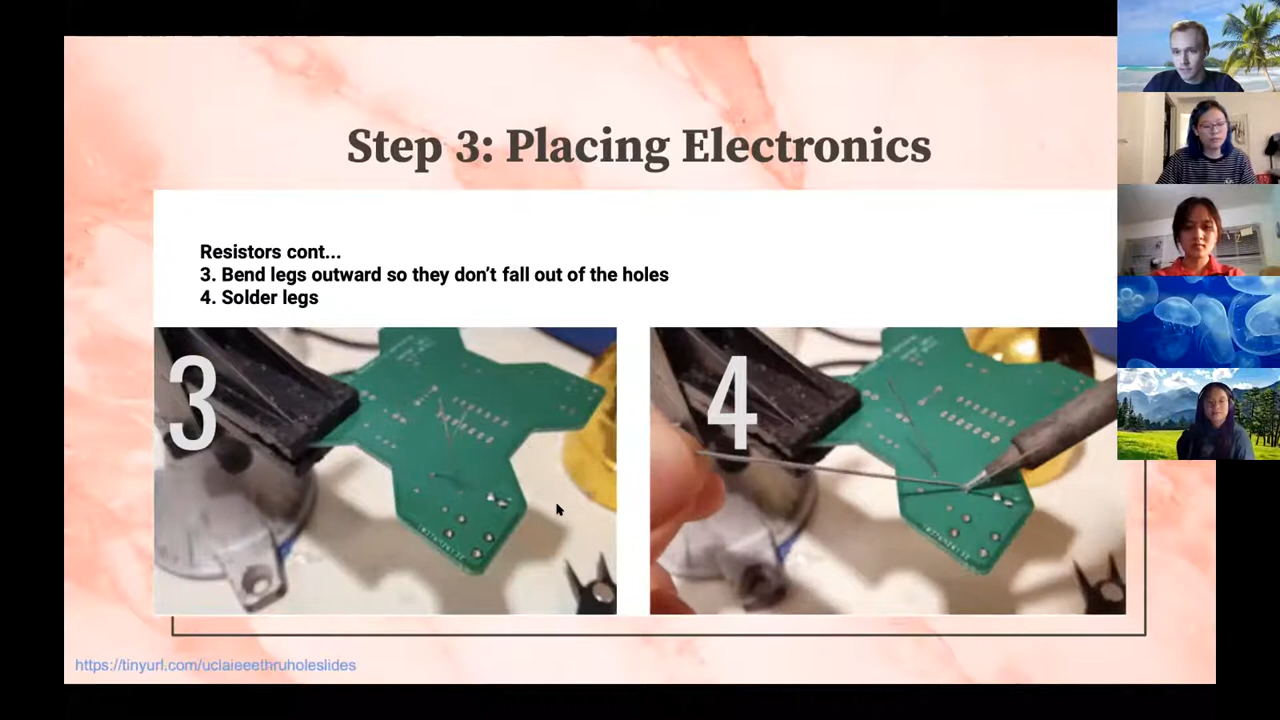 Step 3: Placing Electronics
Resistors cont...
3. Bend legs outward so they don’t fall out of the holes
4. Solder legs
3
4
https://tinyurl.com/uclaieeethruholeslides